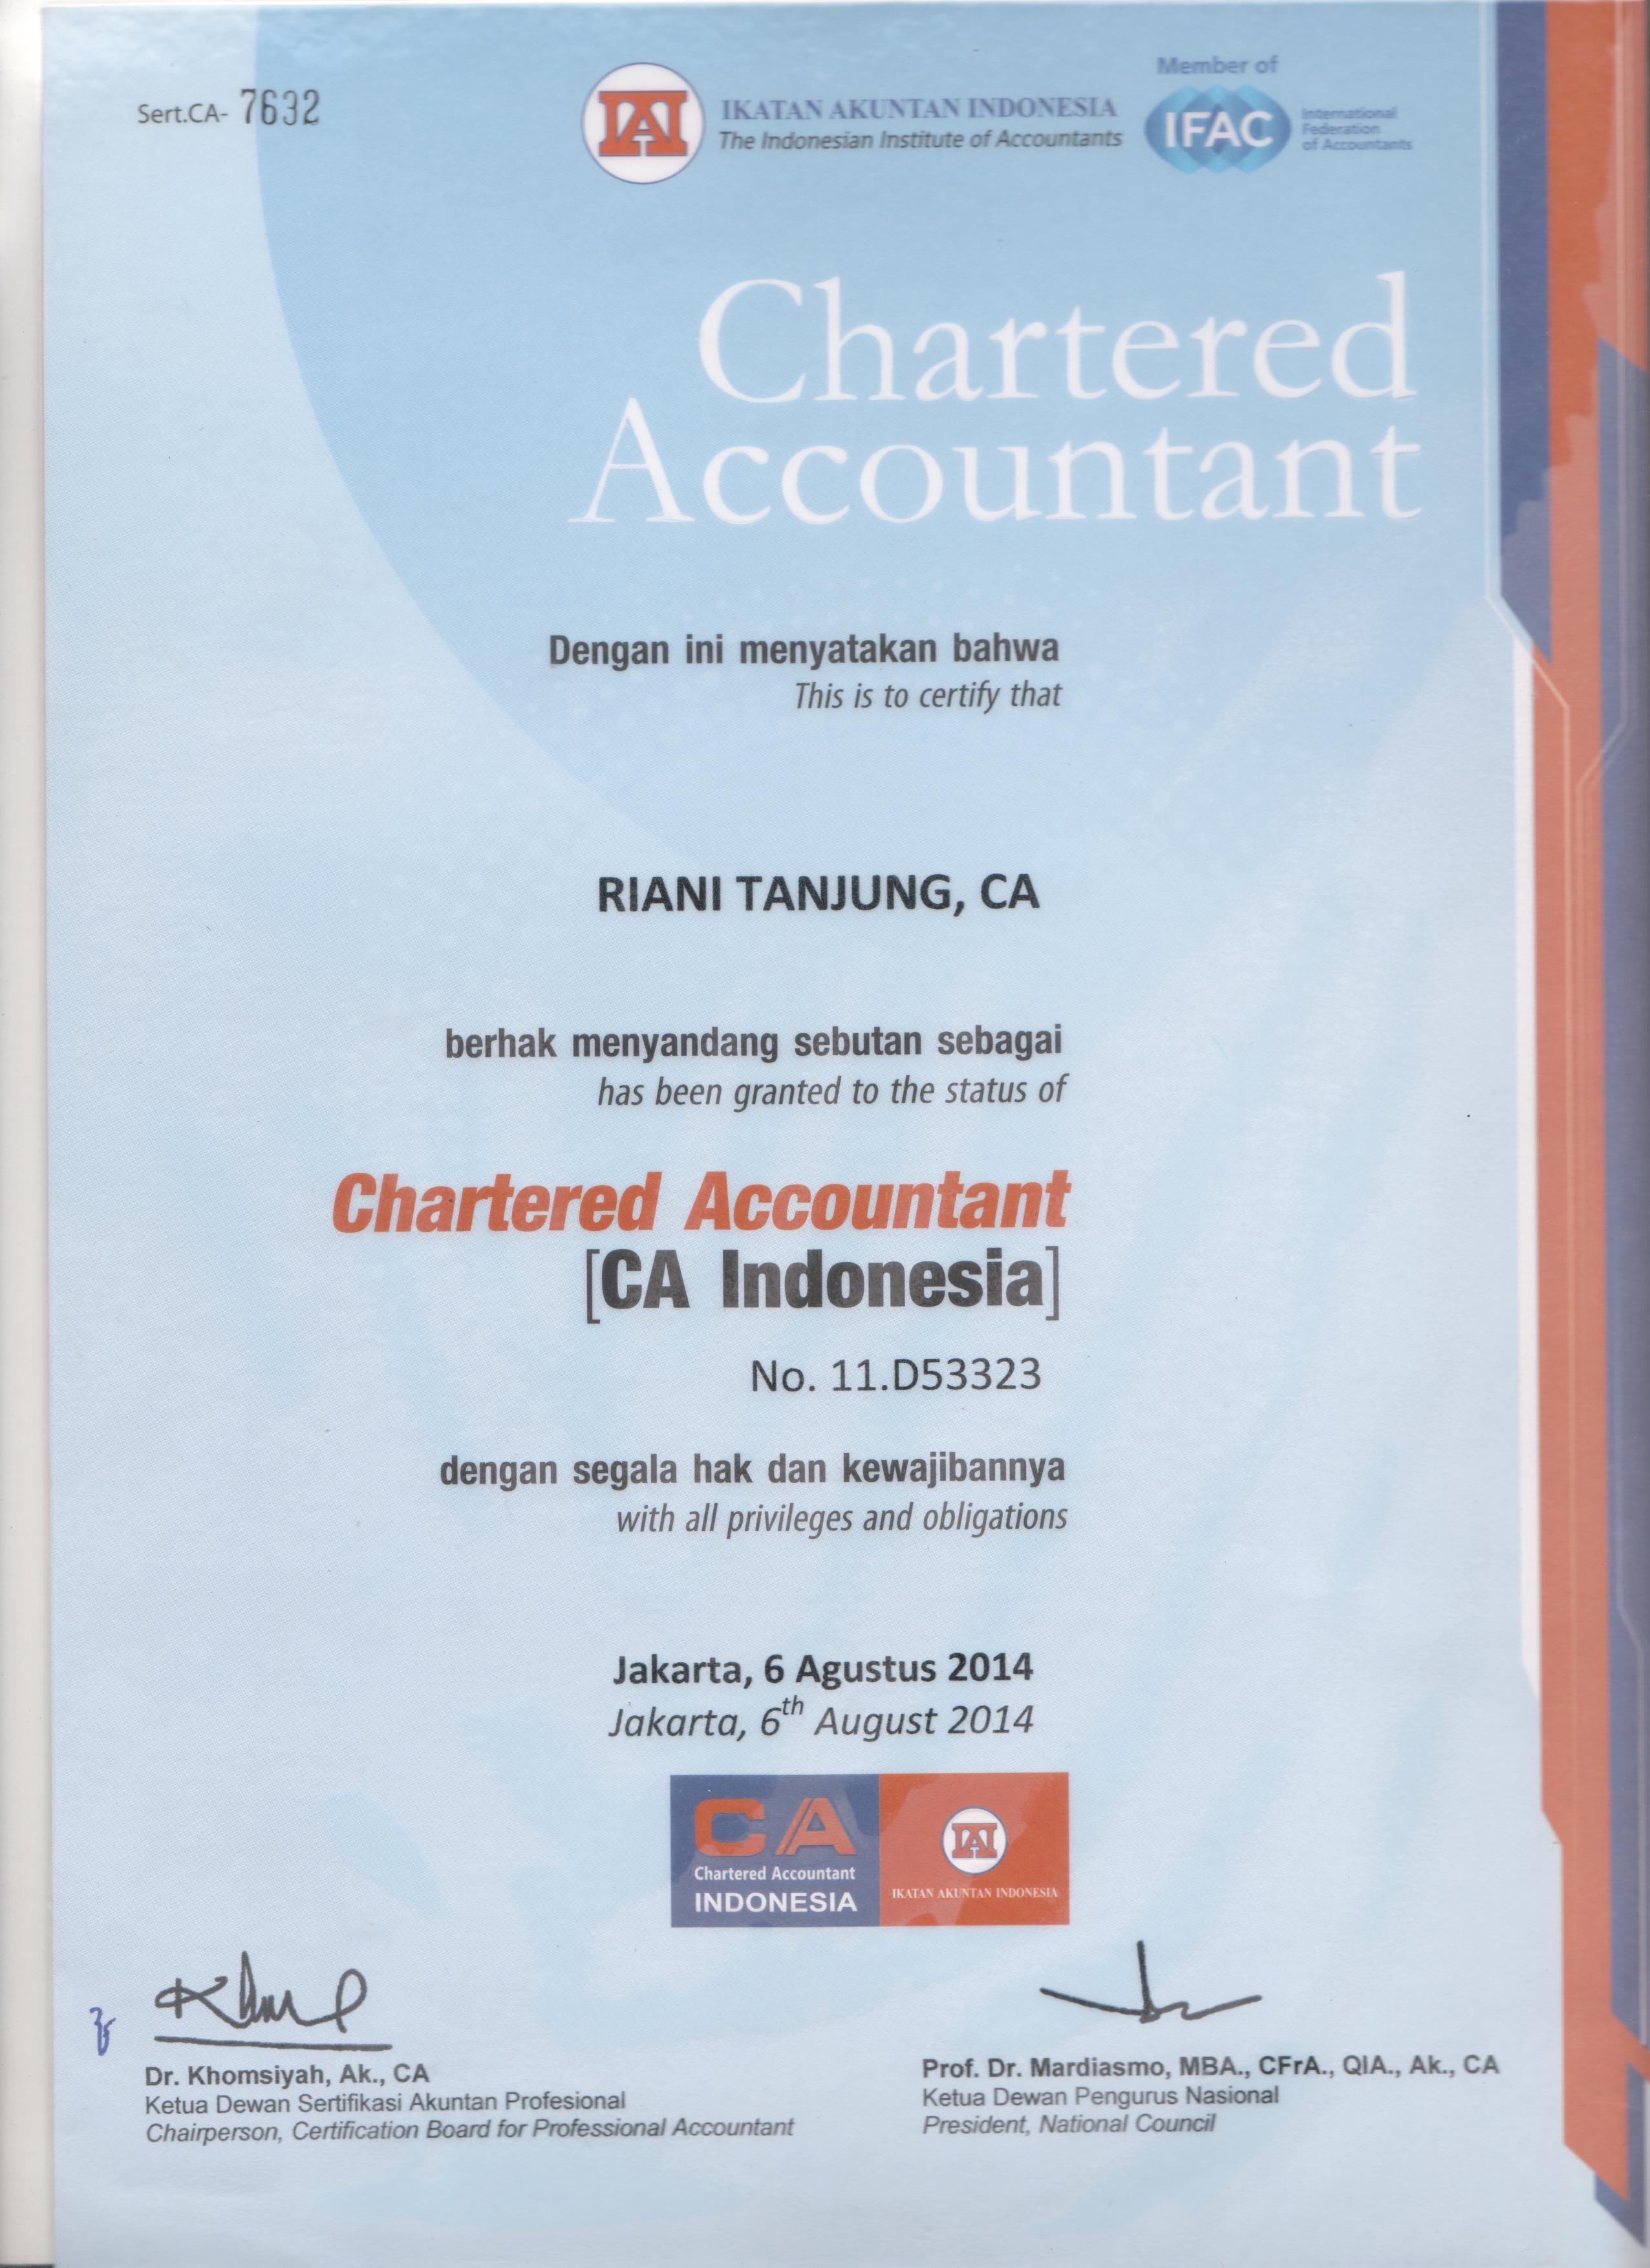 Sert.CA- 7632
IAI
IKATAN AKUNTAN INDONESIA
The Indonesian Institute of Accountants
Member of
IFAC
International
Federation
of Accountants
Chartered
Accountant
Dengan ini menyatakan bahwa
This is to certify that
RIANI TANJUNG, CA
berhak menyandang sebutan sebagai
has been granted to the status of
Chartered Accountant
[CA Indonesia]
No. 11.D53323
dengan segala hak dan kewajibannya
with all privileges and obligations
Jakarta, 6 Agustus 2014
Jakarta, 6th August 2014
CA
Chartered Accountant
INDONESIA
IAI
IKATAN AKUNTAN INDONESIA
Dr. Khomsiyah, Ak., CA
Ketua Dewan Sertifikasi Akuntan Profesional
Chairperson, Certification Board for Professional Accountant
Prof. Dr. Mardiasmo, MBA., CFrA., QIA., Ak., CA
Ketua Dewan Pengurus Nasional
President, National Council